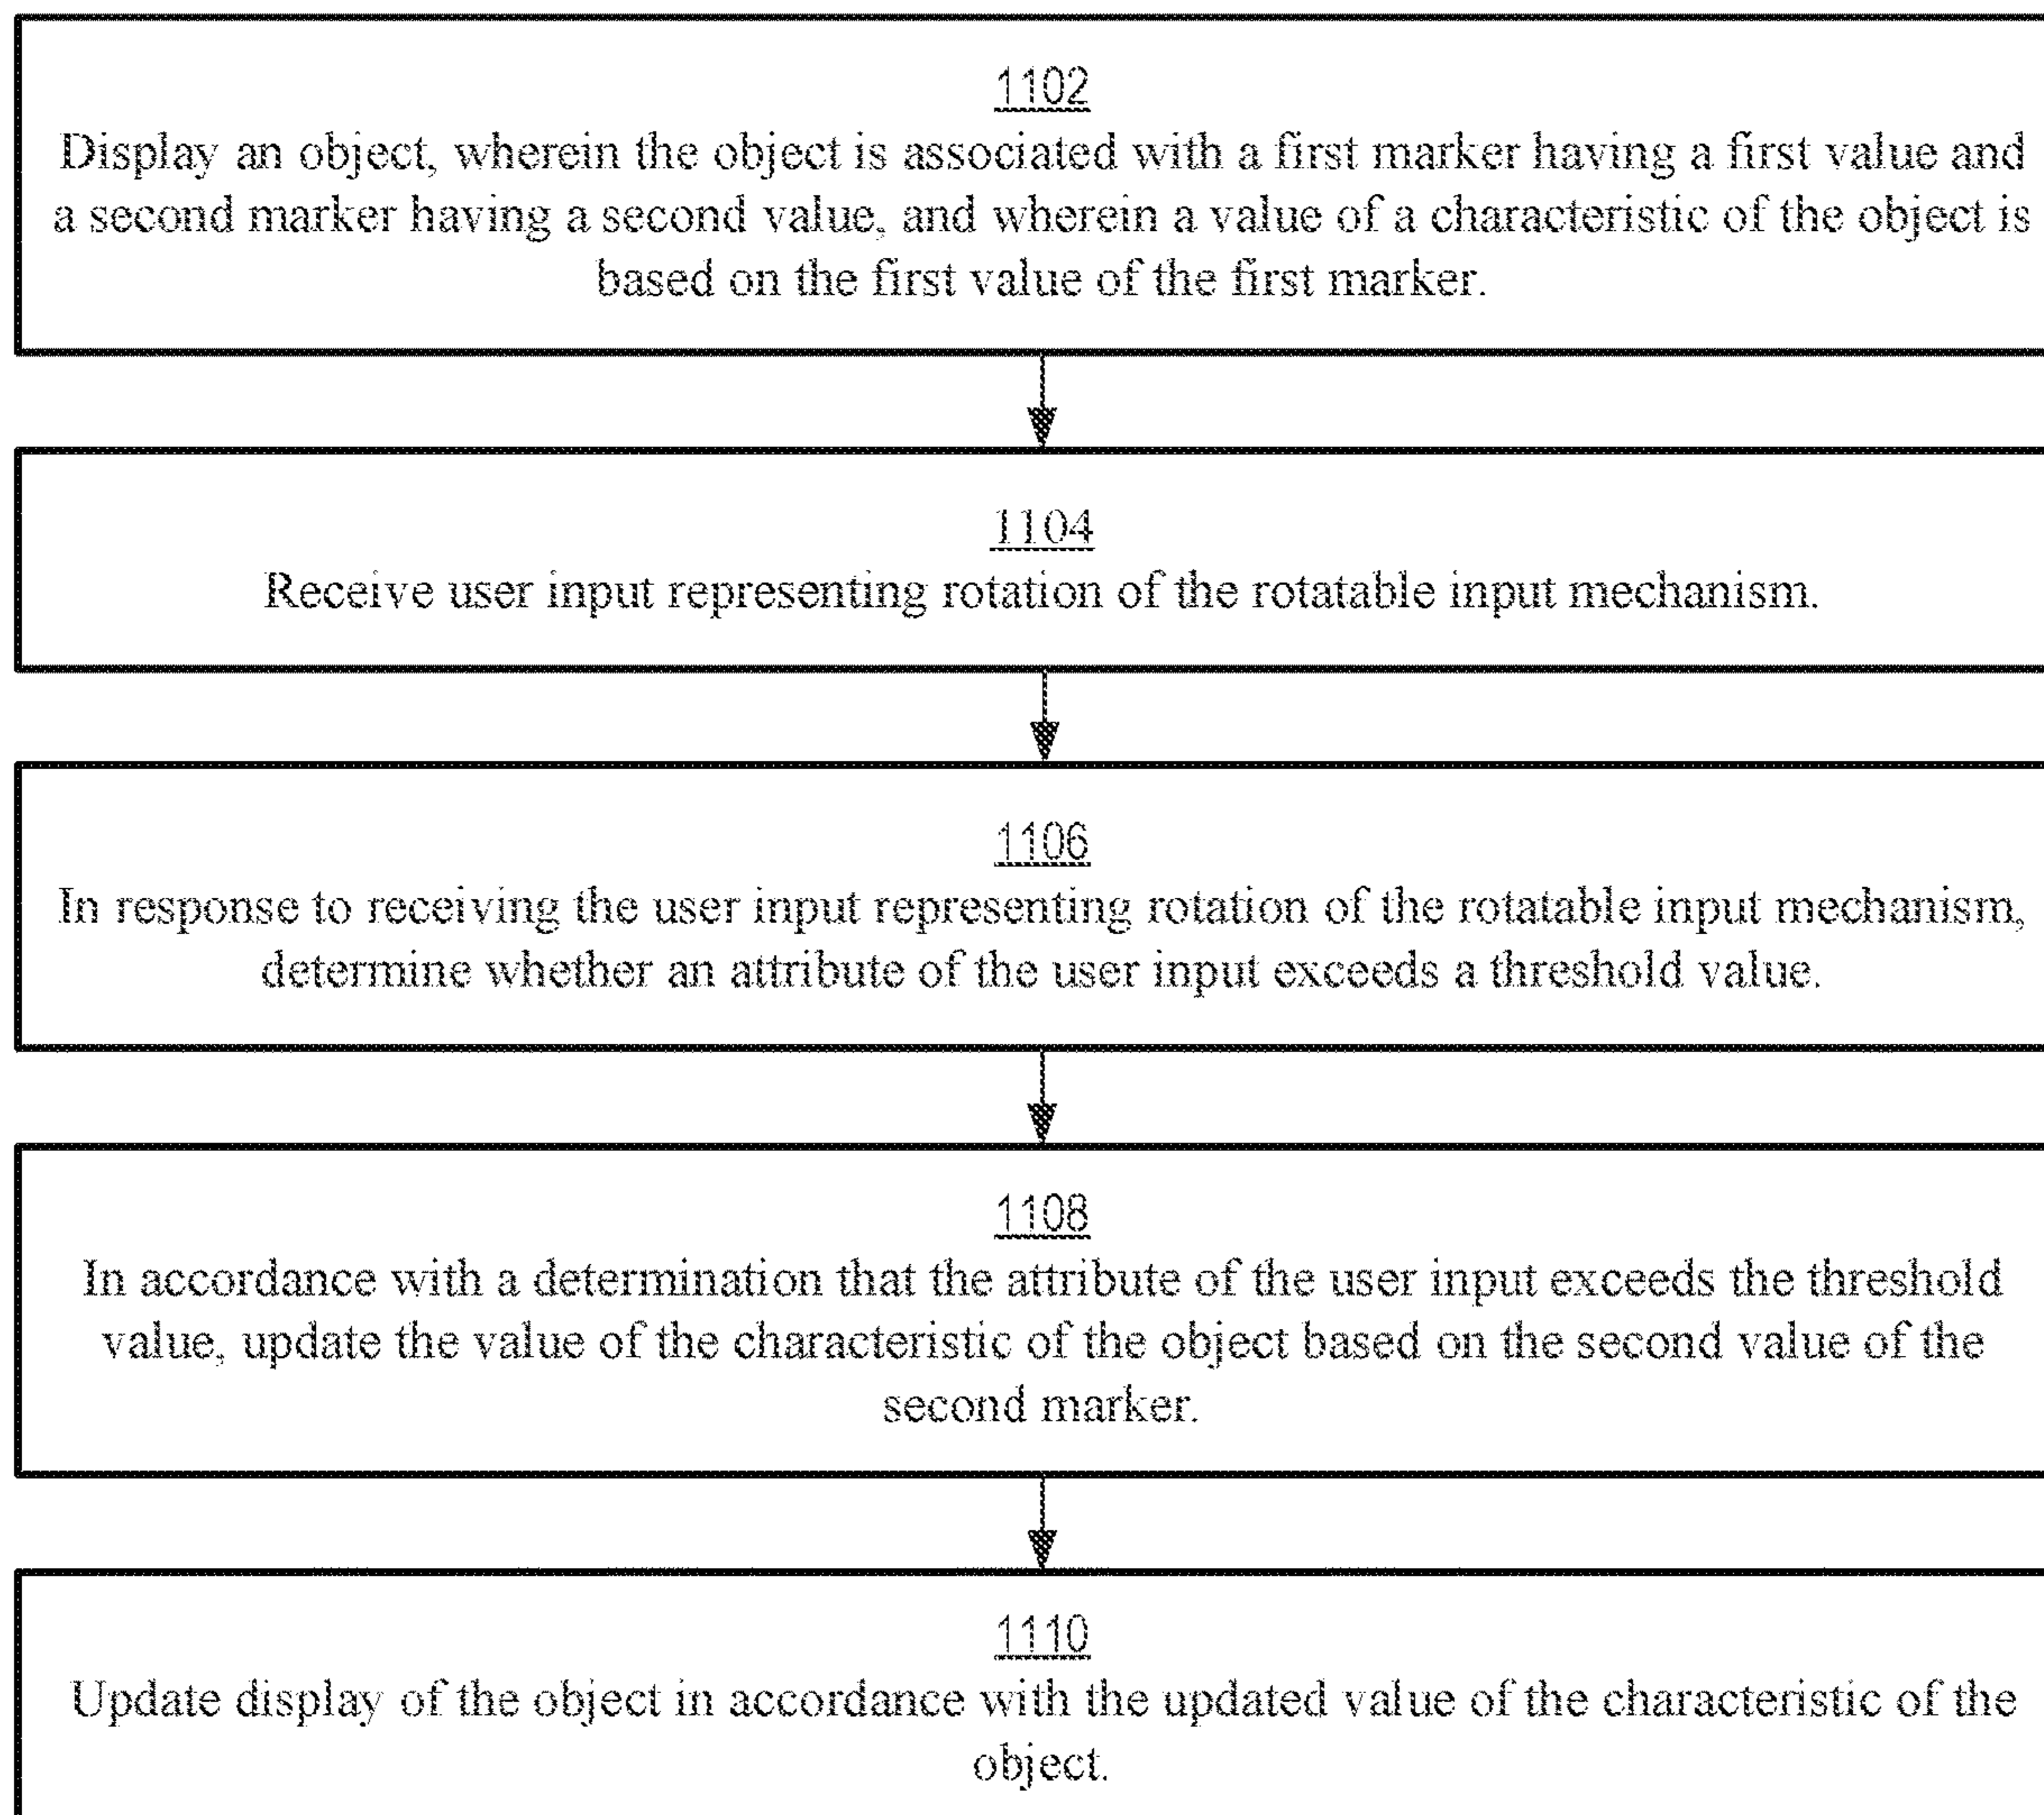 1102
Display an object, wherein the object is associated with a first marker having a first value and
a second marker having a second value, and wherein a value of a characteristic of the object is
based on the first value of the first marker.
1104
Receive user input representing rotation of the rotatable input mechanism.
1106
In response to receiving the user input representing rotation of the rotatable input mechanism,
determine whether an attribute of the user input exceeds a threshold value.
1108
In accordance with a determination that the attribute of the user input exceeds the threshold
value, update the value of the characteristic of the object based on the second value of the
second marker.
1110
Update display of the object in accordance with the updated value of the characteristic of the
object.